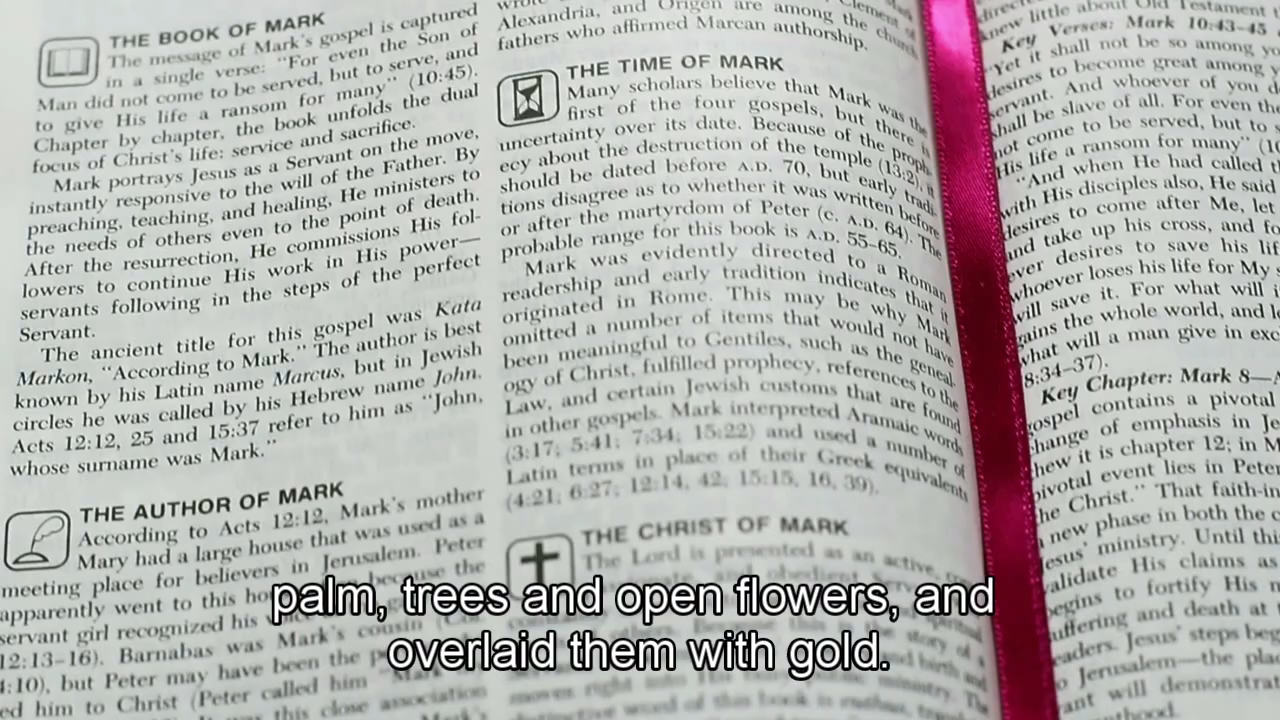 THE BOOK OF MARK
The message of Mark's gospel is captured
in a single verse: "For even the Son of
Man did not come to be served, but to serve, and
to give His life a ransom for many" (10:45).
Chapter by chapter, the book unfolds the dual
focus of Christ's life: service and sacrifice.
Mark portrays Jesus as a Servant on the move,
instantly responsive to the will of the Father. By
preaching, teaching, and healing, He ministers to
the needs of others even to the point of death.
After the resurrection, He commissions His fol-
lowers to continue His work in His power—
servants following in the steps of the perfect
Servant.
The ancient title for this gospel was Kata
Markon, "According to Mark." The author is best
known by his Latin name Marcus, but in Jewish
circles he was called by his Hebrew name John.
Acts 12:12, 25 and 15:37 refer to him as "John,
whose surname was Mark."
THE AUTHOR OF MARK
According to Acts 12:12, Mark's mother
Mary had a large house that was used as a
meeting place for believers in Jerusalem. Peter
apparently went to this because the
servant girl recognized his
12:13–16). Barnabas was Mark's cousin
4:10), but Peter may have been the
ed him to Christ (Peter called him
this close association
wrote Clement of
Alexandria, and Origen are among the church
fathers who affirmed Marcan authorship.
THE TIME OF MARK
Many scholars believe that Mark was the
first of the four gospels, but there is
uncertainty over its date. Because of the proph-
ecy about the destruction of the temple (13:2), it
should be dated before A.D. 70, but early tradi-
tions disagree as to whether it was written before
or after the martyrdom of Peter (c. A.D. 64). The
probable range for this book is A.D. 55–65.
Mark was evidently directed to a Roman
readership and early tradition indicates that it
originated in Rome. This may be why Mark
omitted a number of items that would not have
been meaningful to Gentiles, such as the geneal-
ogy of Christ, fulfilled prophecy, references to the
Law, and certain Jewish customs that are found
in other gospels. Mark interpreted Aramaic words
(3:17; 5:41; 7:34; 15:22) and used a number of
Latin terms in place of their Greek equivalents
(4:21; 6:27; 12:14, 42; 15:15, 16, 39).
THE CHRIST OF MARK
The Lord is presented as an active,
knew little about Old Testament
Key Verses: Mark 10:43–45
Yet it shall not be so among
desires to become great among
servant. And whoever of you
shall be slave of all. For even the
not come to be served, but to
His life a ransom for many"
"And when He had called
with His disciples also, He said
desires to come after Me, let
and take up his cross, and
ever desires to save his
whoever loses his life for My
will save it. For what will
gains the whole world, and
what will a man give in
8:34–37).
Key Chapter: Mark 8—
gospel contains a pivotal
change of emphasis in
it is chapter 12; in
pivotal event lies in Peter
the Christ." That
a new phase in both the
Jesus' ministry. Until
validate His claims as
begins to fortify His
suffering and death at
Jesus' steps
to Jerusalem—the
will
palm, trees and open flowers, and
overlaid them with gold.